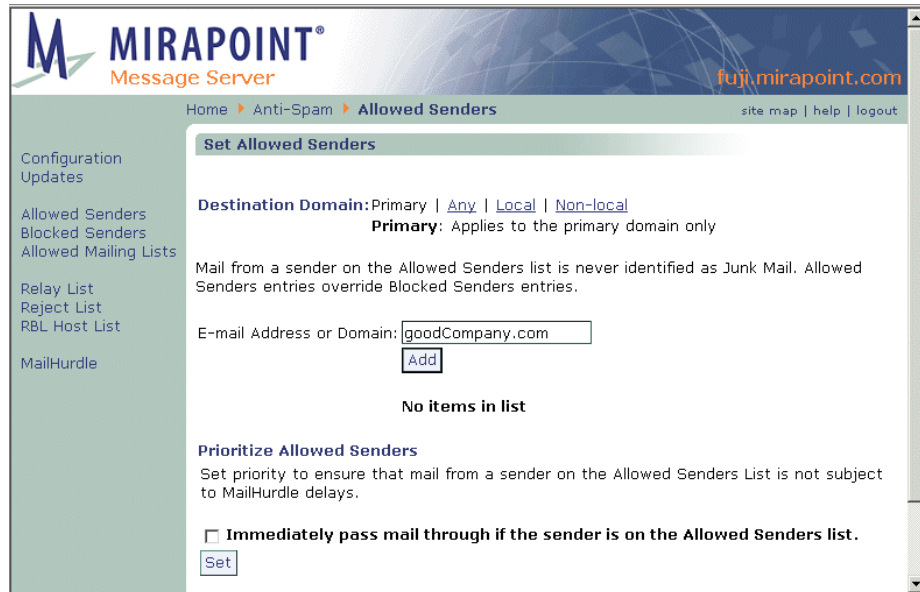 MIRAPOINT®
Message Server
fuji.mirapoint.com
Home Anti-Spam Allowed Senders
site map | help | logout
Configuration
Updates
Allowed Senders
Blocked Senders
Allowed Mailing Lists
Relay List
Reject List
RBL Host List
MailHurdle
Set Allowed Senders
Destination Domain: Primary | Any | Local | Non-local
Primary: Applies to the primary domain only
Mail from a sender on the Allowed Senders list is never identified as Junk Mail. Allowed
Senders entries override Blocked Senders entries.
E-mail Address or Domain: goodCompany.com
Add
No items in list
Prioritize Allowed Senders
Set priority to ensure that mail from a sender on the Allowed Senders List is not subject
to MailHurdle delays.
Immediately pass mail through if the sender is on the Allowed Senders list.
Set